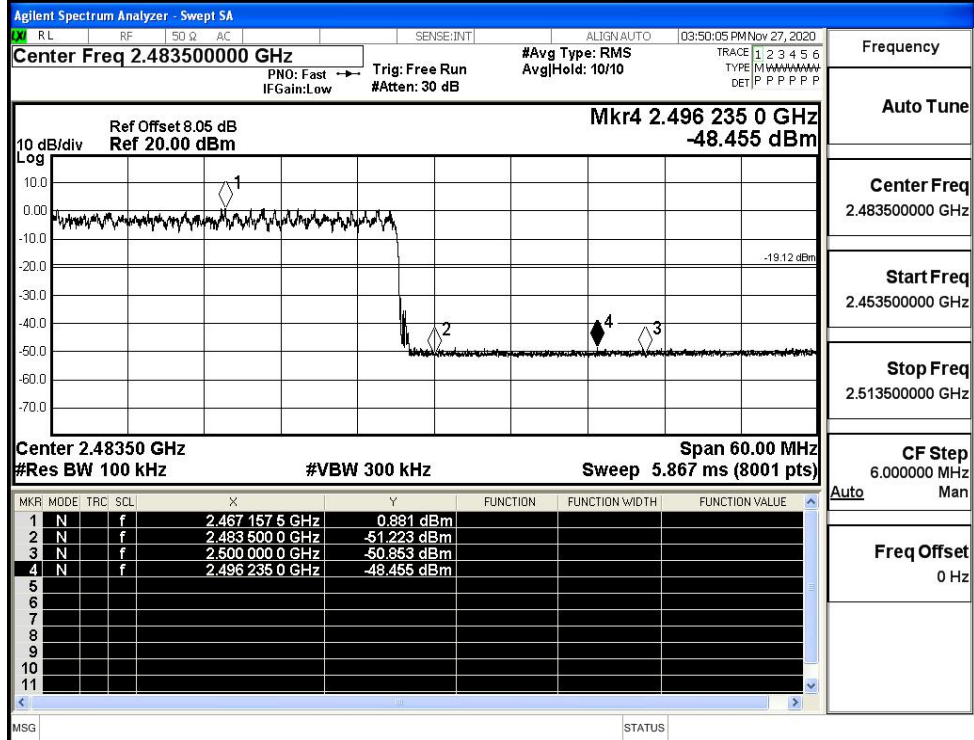 Agilent Spectrum Analyzer - Swept SA
LXI RL RF 50 Ω AC SENSE:INT ALIGN AUTO 03:50:05 PM Nov 27, 2020
Center Freq 2.483500000 GHz
PNO: Fast
IFGain:Low
Trig: Free Run
#Atten: 30 dB
#Avg Type: RMS
Avg|Hold: 10/10
TRACE 1 2 3 4 5 6
TYPE M W W W W W
DET P P P P P P
Mkr4 2.496 235 0 GHz
-48.455 dBm
Ref Offset 8.05 dB
10 dB/div Ref 20.00 dBm
Log
10.0
0.00
-10.0
-20.0
-30.0
-40.0
-50.0
-60.0
-70.0
1
2
4
3
-19.12 dBm
Center 2.48350 GHz Span 60.00 MHz
#Res BW 100 kHz #VBW 300 kHz Sweep 5.867 ms (8001 pts)
MKR MODE TRC SCL X Y FUNCTION FUNCTION WIDTH FUNCTION VALUE
1 N f 2.467 157 5 GHz 0.881 dBm
2 N f 2.483 500 0 GHz -51.223 dBm
3 N f 2.500 000 0 GHz -50.853 dBm
4 N f 2.496 235 0 GHz -48.455 dBm
5
6
7
8
9
10
11
MSG STATUS
Frequency
Auto Tune
Center Freq
2.483500000 GHz
Start Freq
2.453500000 GHz
Stop Freq
2.513500000 GHz
CF Step
6.000000 MHz
Auto Man
Freq Offset
0 Hz